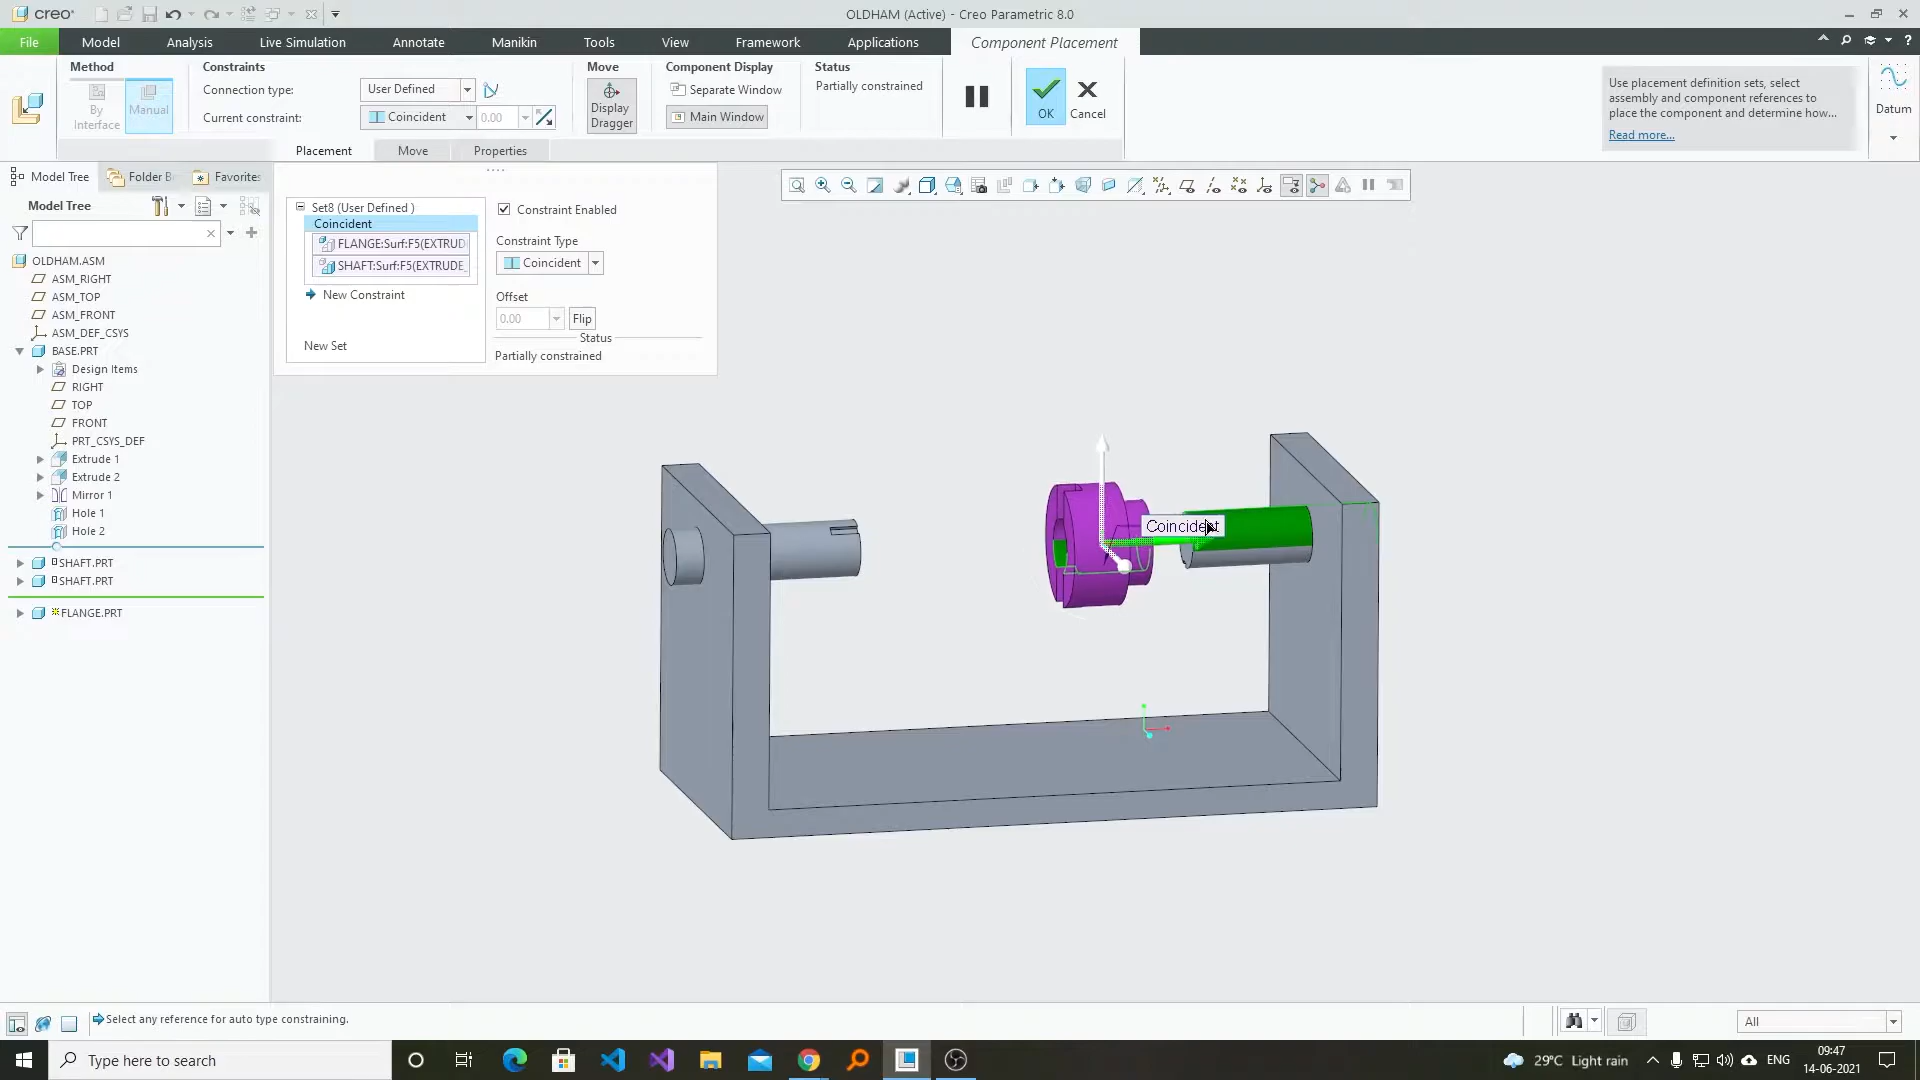 creo
OLDHAM (Active) - Creo Parametric 8.0
File Model Analysis Live Simulation Annotate Manikin Tools View Framework Applications Component Placement
Method
By Interface
Manual
Constraints
Connection type: User Defined
Current constraint: Coincident 0.00
Move
Display Dragger
Component Display
Separate Window
Main Window
Status
Partially constrained
OK
Cancel
Use placement definition sets, select
assembly and component references to
place the component and determine how...
Read more...
Datum
Placement Move Properties
Model Tree Folder B Favorites
Model Tree
OLDHAM.ASM
ASM_RIGHT
ASM_TOP
ASM_FRONT
ASM_DEF_CSYS
BASE.PRT
Design Items
RIGHT
TOP
FRONT
PRT_CSYS_DEF
Extrude 1
Extrude 2
Mirror 1
Hole 1
Hole 2
SHAFT.PRT
SHAFT.PRT
FLANGE.PRT
Set8 (User Defined )
Coincident
FLANGE:Surf:F5(EXTRUD
SHAFT:Surf:F5(EXTRUDE_
New Constraint
New Set
Constraint Enabled
Constraint Type
Coincident
Offset
0.00 Flip
Status
Partially constrained
Coincident
Select any reference for auto type constraining.
All
Type here to search
29°C Light rain
ENG
09:47
14-06-2021